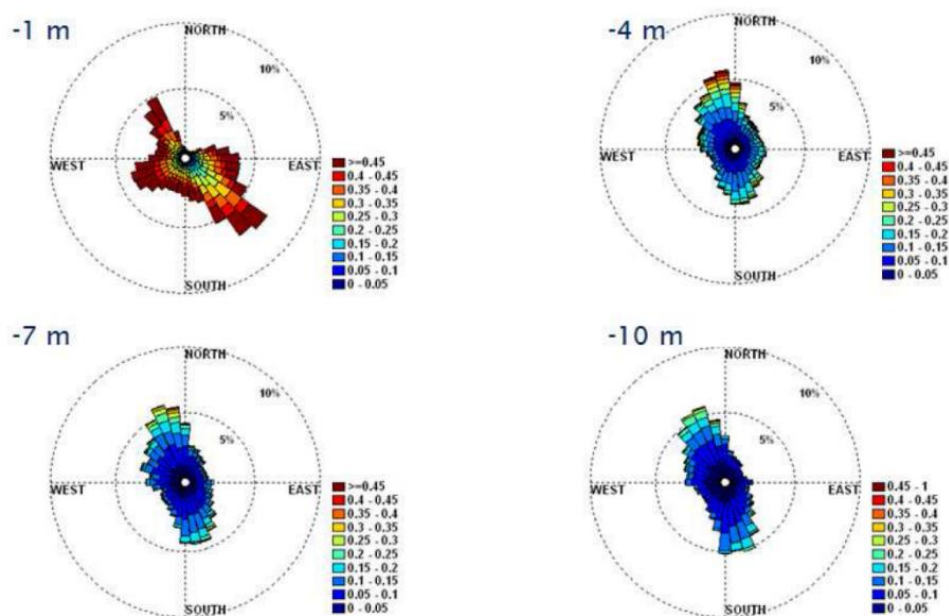 -1 m
NORTH
10%
5%
WEST
EAST
SOUTH
>=0.45
0.4 - 0.45
0.35 - 0.4
0.3 - 0.35
0.25 - 0.3
0.2 - 0.25
0.15 - 0.2
0.1 - 0.15
0.05 - 0.1
0 - 0.05
-4 m
NORTH
10%
5%
WEST
EAST
SOUTH
>=0.45
0.4 - 0.45
0.35 - 0.4
0.3 - 0.35
0.25 - 0.3
0.2 - 0.25
0.15 - 0.2
0.1 - 0.15
0.05 - 0.1
0 - 0.05
-7 m
NORTH
10%
5%
WEST
EAST
SOUTH
>=0.45
0.4 - 0.45
0.35 - 0.4
0.3 - 0.35
0.25 - 0.3
0.2 - 0.25
0.15 - 0.2
0.1 - 0.15
0.05 - 0.1
0 - 0.05
-10 m
NORTH
10%
5%
WEST
EAST
SOUTH
0.45 - 1
0.4 - 0.45
0.35 - 0.4
0.3 - 0.35
0.25 - 0.3
0.2 - 0.25
0.15 - 0.2
0.1 - 0.15
0.05 - 0.1
0 - 0.05